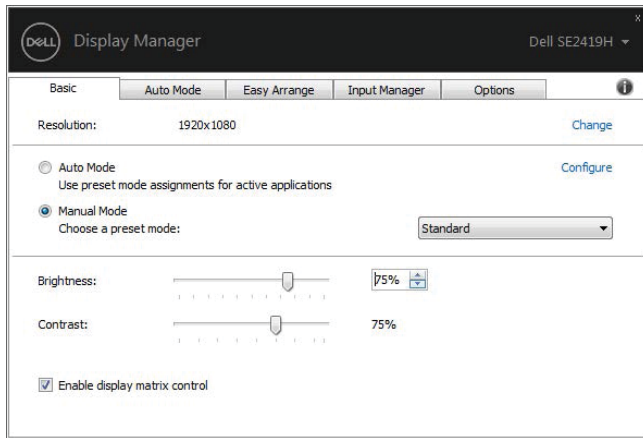 DELL Display Manager
x
Dell SE2419H
Basic Auto Mode Easy Arrange Input Manager Options i
Resolution: 1920x1080 Change
Auto Mode Configure
Use preset mode assignments for active applications
Manual Mode
Choose a preset mode: Standard
Brightness: 75%
Contrast: 75%
Enable display matrix control